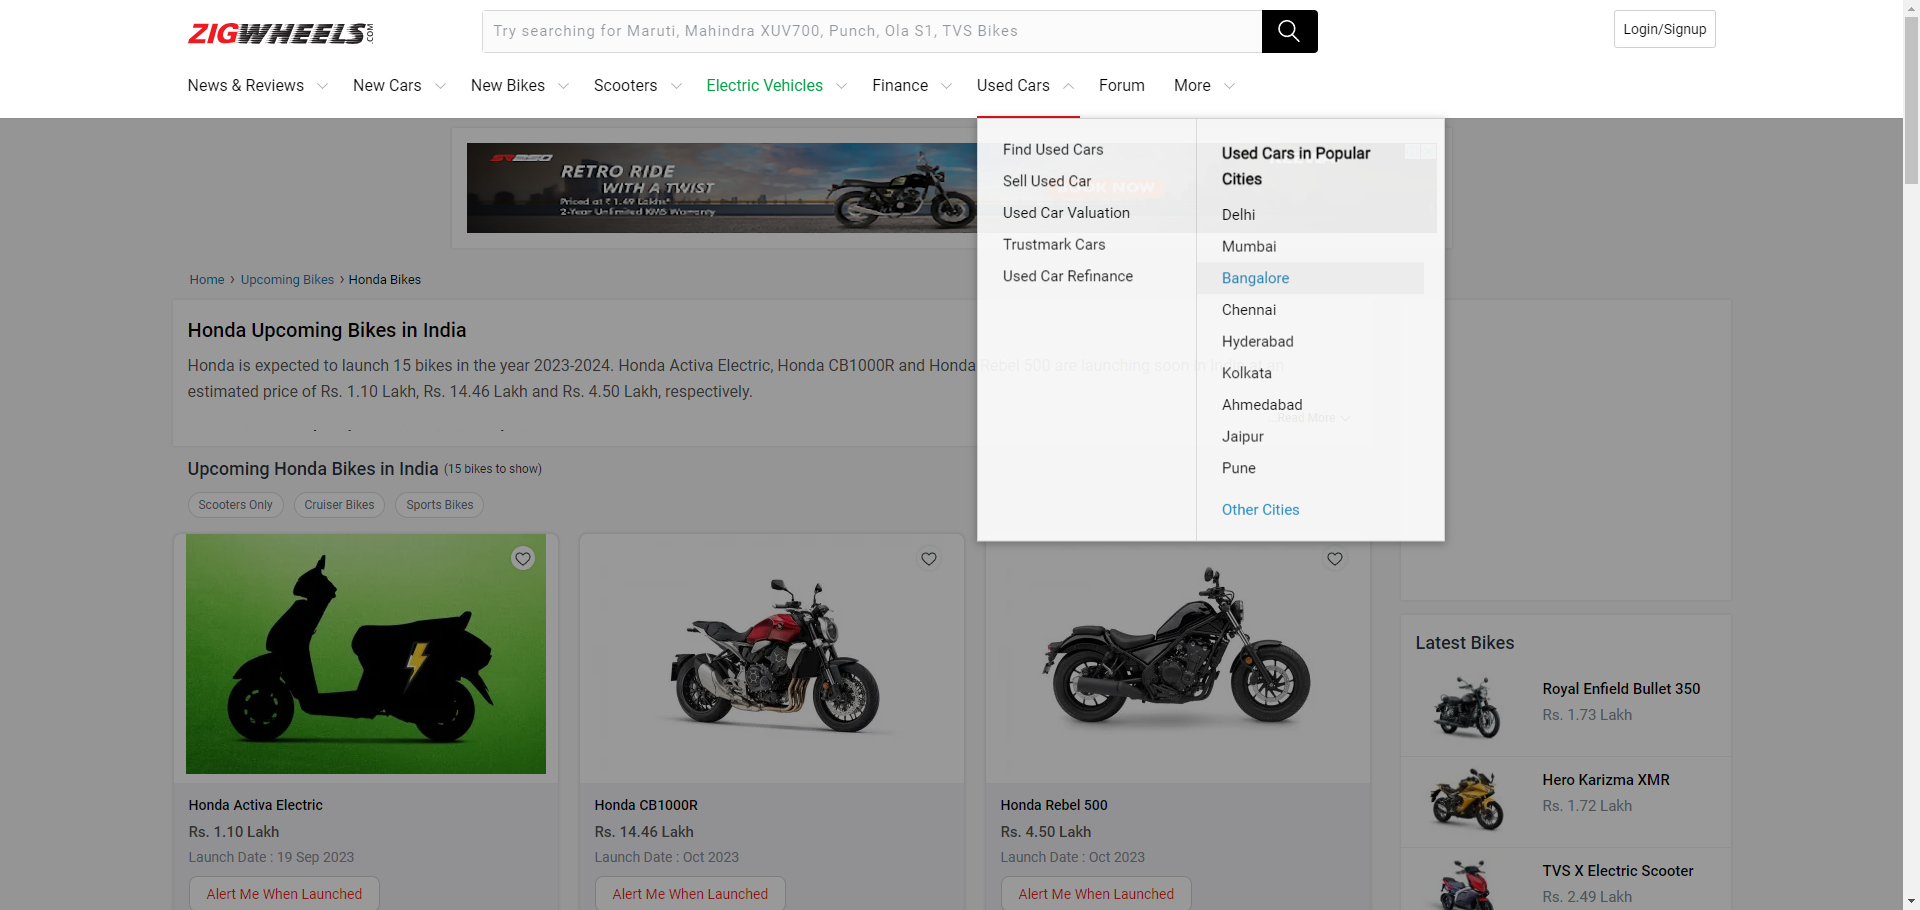 ZIGWHEELS.COM
Try searching for Maruti, Mahindra XUV700, Punch, Ola S1, TVS Bikes
Login/Signup
News & Reviews New Cars New Bikes Scooters Electric Vehicles Finance Used Cars Forum More
RETRO RIDE
WITH A TWIST
Priced at ₹ 1.49 Lakhs*
2-Year Unlimited KMS Warranty
BOOK NOW
Find Used Cars
Sell Used Car
Used Car Valuation
Trustmark Cars
Used Car Refinance
Used Cars in Popular
Cities
Delhi
Mumbai
Bangalore
Chennai
Hyderabad
Kolkata
Ahmedabad
Jaipur
Pune
Other Cities
Home › Upcoming Bikes › Honda Bikes
Honda Upcoming Bikes in India
Honda is expected to launch 15 bikes in the year 2023-2024. Honda Activa Electric, Honda CB1000R and Honda Rebel 500 are launching soon in India at an
estimated price of Rs. 1.10 Lakh, Rs. 14.46 Lakh and Rs. 4.50 Lakh, respectively.
Read More
Upcoming Honda Bikes in India (15 bikes to show)
Scooters Only Cruiser Bikes Sports Bikes
Honda Activa Electric
Rs. 1.10 Lakh
Launch Date : 19 Sep 2023
Alert Me When Launched
Honda CB1000R
Rs. 14.46 Lakh
Launch Date : Oct 2023
Alert Me When Launched
Honda Rebel 500
Rs. 4.50 Lakh
Launch Date : Oct 2023
Alert Me When Launched
Latest Bikes
Royal Enfield Bullet 350
Rs. 1.73 Lakh
Hero Karizma XMR
Rs. 1.72 Lakh
TVS X Electric Scooter
Rs. 2.49 Lakh